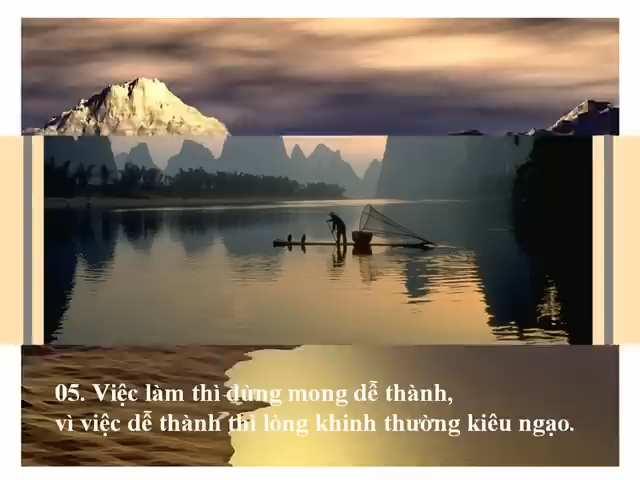 05. Việc làm thì đừng mong dễ thành,
vì việc dễ thành thì lòng khinh thường kiêu ngạo.